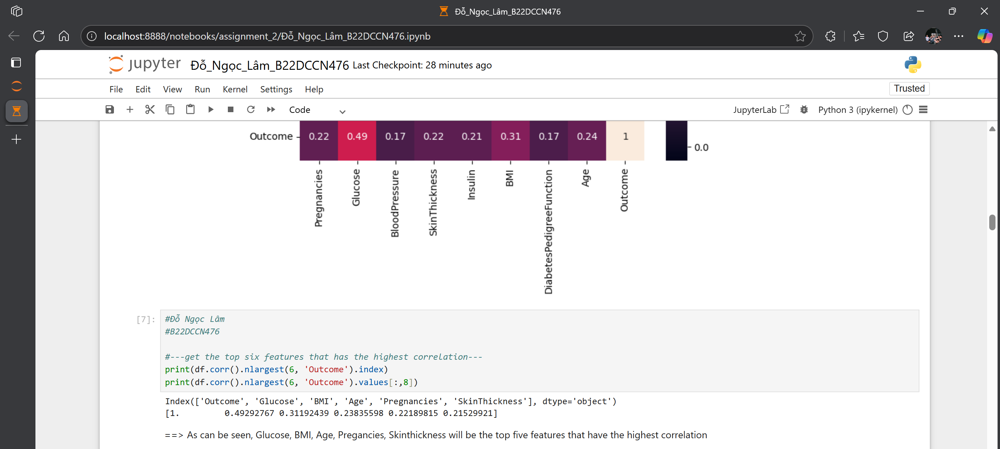 Đỗ_Ngọc_Lâm_B22DCCN476
localhost:8888/notebooks/assignment_2/Đỗ_Ngọc_Lâm_B22DCCN476.ipynb
jupyter Đỗ_Ngọc_Lâm_B22DCCN476 Last Checkpoint: 28 minutes ago
File Edit View Run Kernel Settings Help Trusted
Code JupyterLab Python 3 (ipykernel)
Outcome 0.22 0.49 0.17 0.22 0.21 0.31 0.17 0.24 1
0.0
Pregnancies
Glucose
BloodPressure
SkinThickness
Insulin
BMI
DiabetesPedigreeFunction
Age
Outcome
[7]: #Đỗ Ngọc Lâm
#B22DCCN476
#---get the top six features that has the highest correlation---
print(df.corr().nlargest(6, 'Outcome').index)
print(df.corr().nlargest(6, 'Outcome').values[:,8])
Index(['Outcome', 'Glucose', 'BMI', 'Age', 'Pregnancies', 'SkinThickness'], dtype='object')
[1. 0.49292767 0.31192439 0.23835598 0.22189815 0.21529921]
==> As can be seen, Glucose, BMI, Age, Pregancies, Skinthickness will be the top five features that have the highest correlation